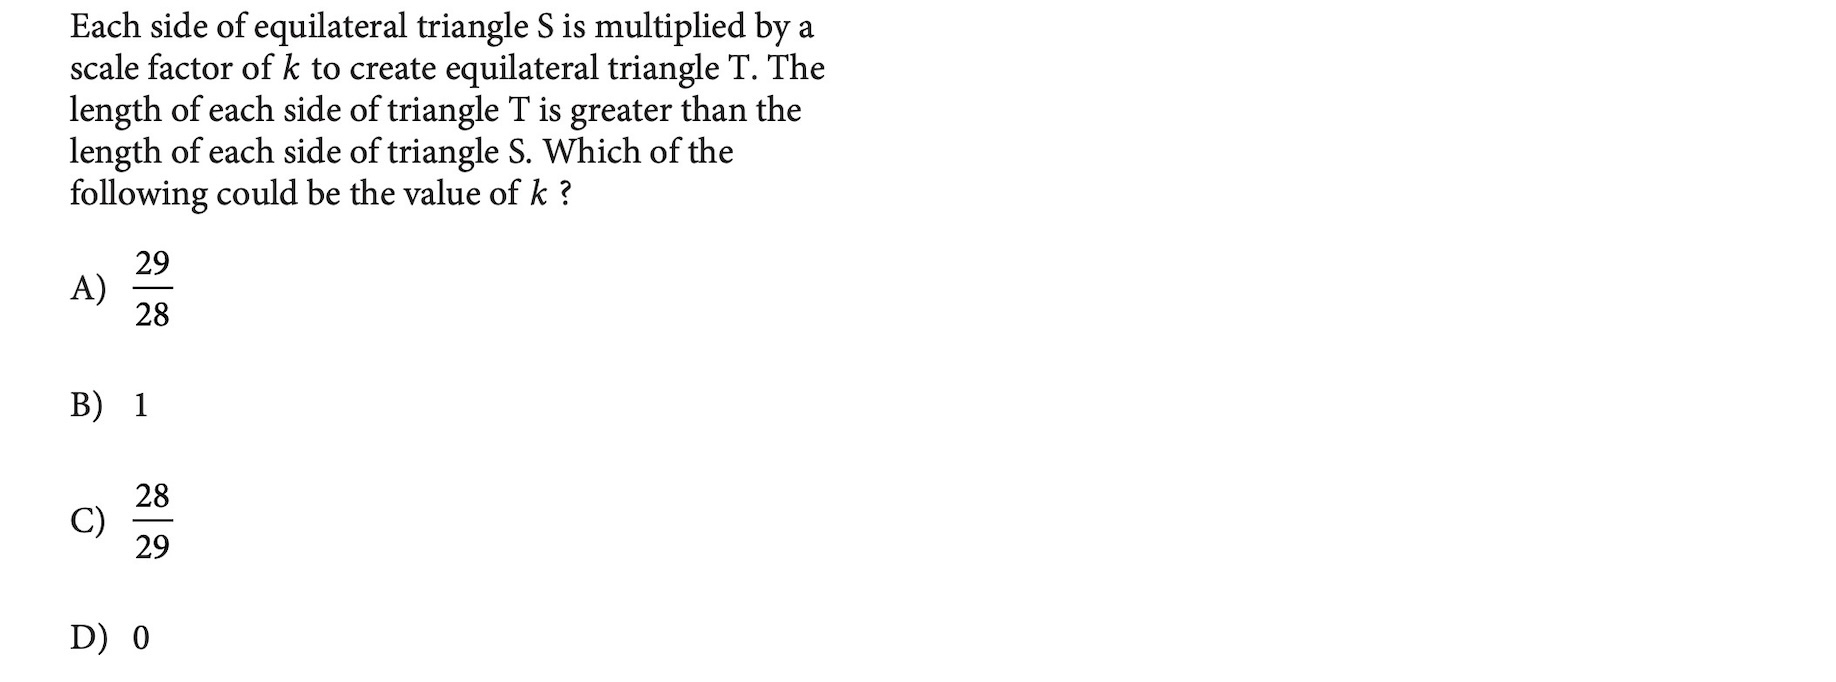 Each side of equilateral triangle S is multiplied by a
scale factor of k to create equilateral triangle T. The
length of each side of triangle T is greater than the
length of each side of triangle S. Which of the
following could be the value of k ?
A) 29/28
B) 1
C) 28/29
D) 0